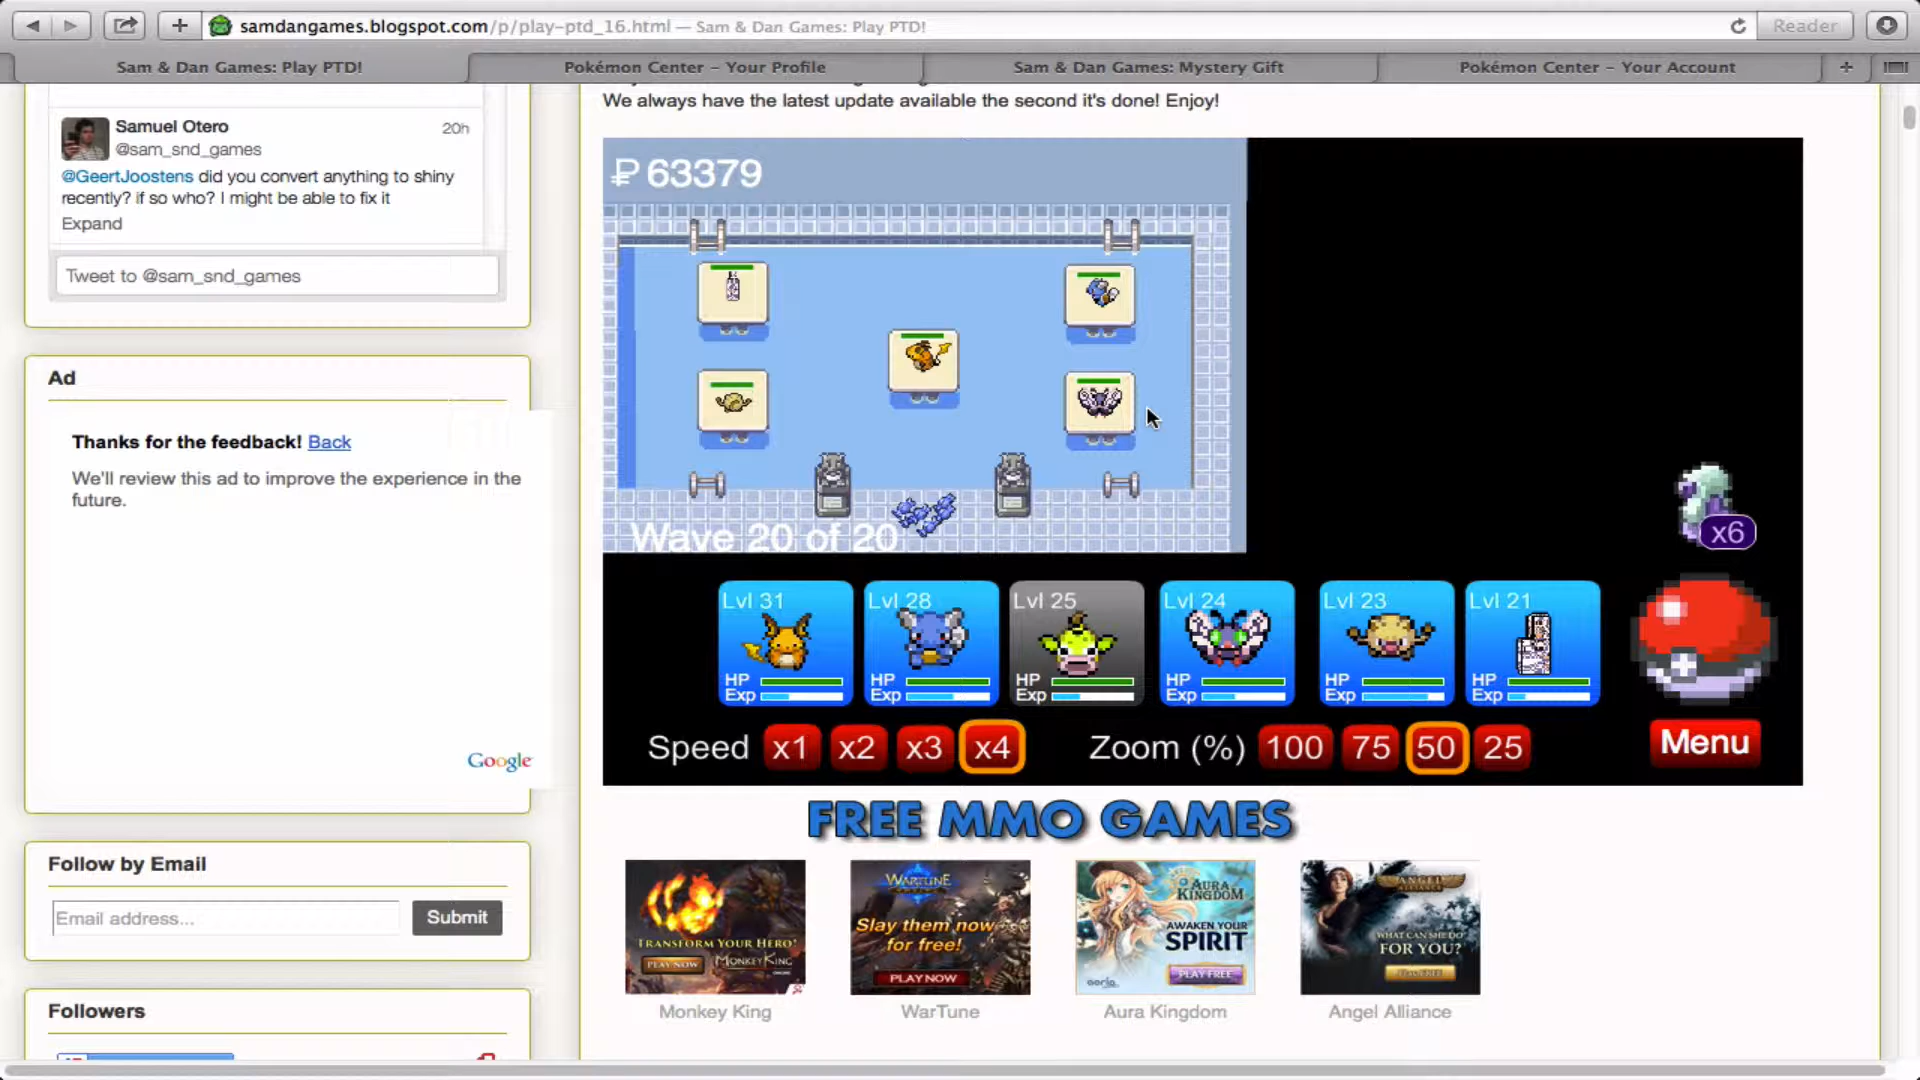 samdangames.blogspot.com/p/play-ptd_16.html — Sam & Dan Games: Play PTD!
Reader
Sam & Dan Games: Play PTD!
Pokémon Center – Your Profile
Sam & Dan Games: Mystery Gift
Pokémon Center – Your Account
We always have the latest update available the second it's done! Enjoy!
Samuel Otero
20h
@sam_snd_games
@GeertJoostens did you convert anything to shiny
recently? if so who? I might be able to fix it
Expand
Tweet to @sam_snd_games
Ad
Thanks for the feedback! Back
We'll review this ad to improve the experience in the
future.
Google
Follow by Email
Email address...
Submit
Followers
63379
Wave 20 of 20
x6
Lvl 31
HP
Exp
Lvl 28
HP
Exp
Lvl 25
HP
Exp
Lvl 24
HP
Exp
Lvl 23
HP
Exp
Lvl 21
HP
Exp
Speed x1 x2 x3 x4
Zoom (%) 100 75 50 25
Menu
FREE MMO GAMES
TRANSFORM YOUR HERO!
PLAY NOW
MONKEY KING
Monkey King
WARTUNE
Slay them now
for free!
PLAY NOW
WarTune
AURA
KINGDOM
AWAKEN YOUR
SPIRIT
PLAY FREE
aeria
Aura Kingdom
ANGEL
ALLIANCE
WHAT CAN SHE DO
FOR YOU?
Angel Alliance